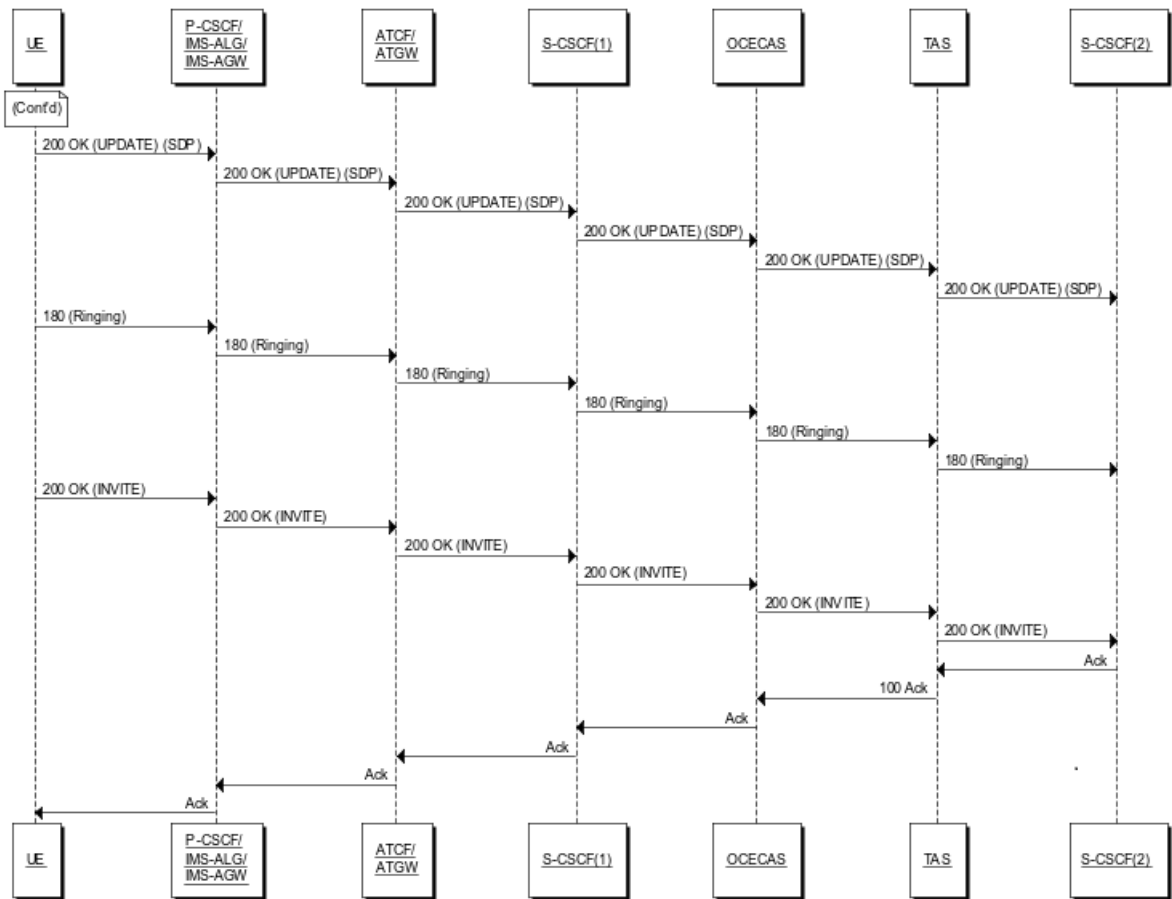 UE
P-CSCF/
IMS-ALG/
IMS-AGW
ATCF/
ATGW
S-CSCF(1)
OCECAS
TAS
S-CSCF(2)
(Cont'd)
200 OK (UPDATE) (SDP)
200 OK (UPDATE) (SDP)
200 OK (UPDATE) (SDP)
200 OK (UPDATE) (SDP)
200 OK (UPDATE) (SDP)
200 OK (UPDATE) (SDP)
180 (Ringing)
180 (Ringing)
180 (Ringing)
180 (Ringing)
180 (Ringing)
180 (Ringing)
200 OK (INVITE)
200 OK (INVITE)
200 OK (INVITE)
200 OK (INVITE)
200 OK (INVITE)
200 OK (INVITE)
Ack
100 Ack
Ack
Ack
Ack
Ack
UE
P-CSCF/
IMS-ALG/
IMS-AGW
ATCF/
ATGW
S-CSCF(1)
OCECAS
TAS
S-CSCF(2)